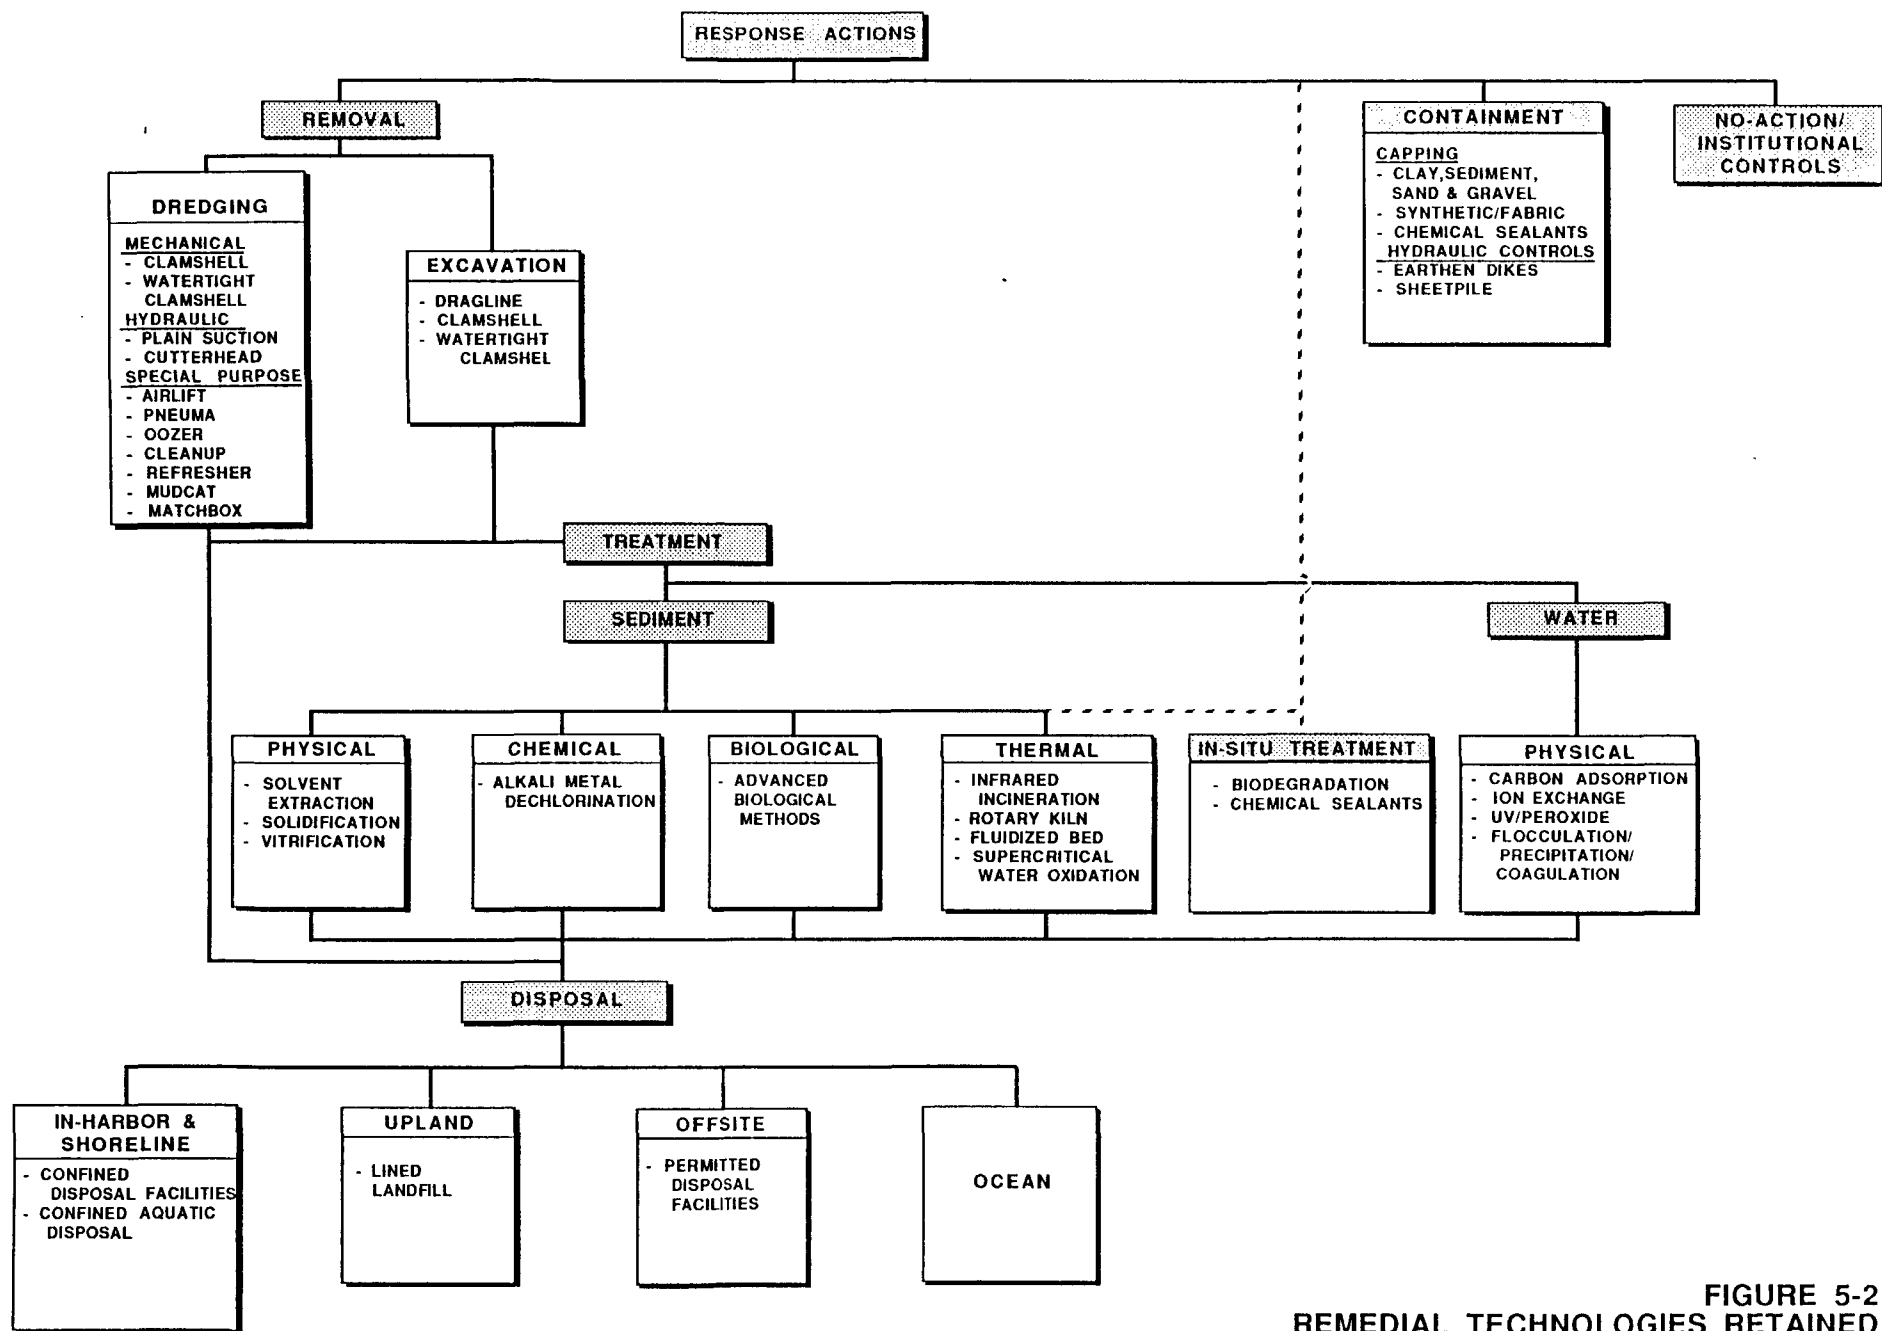 RESPONSE ACTIONS
REMOVAL
CONTAINMENT
CAPPING
- CLAY,SEDIMENT,
SAND & GRAVEL
- SYNTHETIC/FABRIC
- CHEMICAL SEALANTS
HYDRAULIC CONTROLS
- EARTHEN DIKES
- SHEETPILE
NO-ACTION/
INSTITUTIONAL
CONTROLS
DREDGING
MECHANICAL
- CLAMSHELL
- WATERTIGHT
CLAMSHELL
HYDRAULIC
- PLAIN SUCTION
- CUTTERHEAD
SPECIAL PURPOSE
- AIRLIFT
- PNEUMA
- OOZER
- CLEANUP
- REFRESHER
- MUDCAT
- MATCHBOX
EXCAVATION
- DRAGLINE
- CLAMSHELL
- WATERTIGHT
CLAMSHEL
TREATMENT
SEDIMENT
WATER
PHYSICAL
- SOLVENT
EXTRACTION
- SOLIDIFICATION
- VITRIFICATION
CHEMICAL
- ALKALI METAL
DECHLORINATION
BIOLOGICAL
- ADVANCED
BIOLOGICAL
METHODS
THERMAL
- INFRARED
INCINERATION
- ROTARY KILN
- FLUIDIZED BED
- SUPERCRITICAL
WATER OXIDATION
IN-SITU TREATMENT
- BIODEGRADATION
- CHEMICAL SEALANTS
PHYSICAL
- CARBON ADSORPTION
- ION EXCHANGE
- UV/PEROXIDE
- FLOCCULATION/
PRECIPITATION/
COAGULATION
DISPOSAL
IN-HARBOR &
SHORELINE
- CONFINED
DISPOSAL FACILITIES
- CONFINED AQUATIC
DISPOSAL
UPLAND
- LINED
LANDFILL
OFFSITE
- PERMITTED
DISPOSAL
FACILITIES
OCEAN
FIGURE 5-2
REMEDIAL TECHNOLOGIES RETAINED